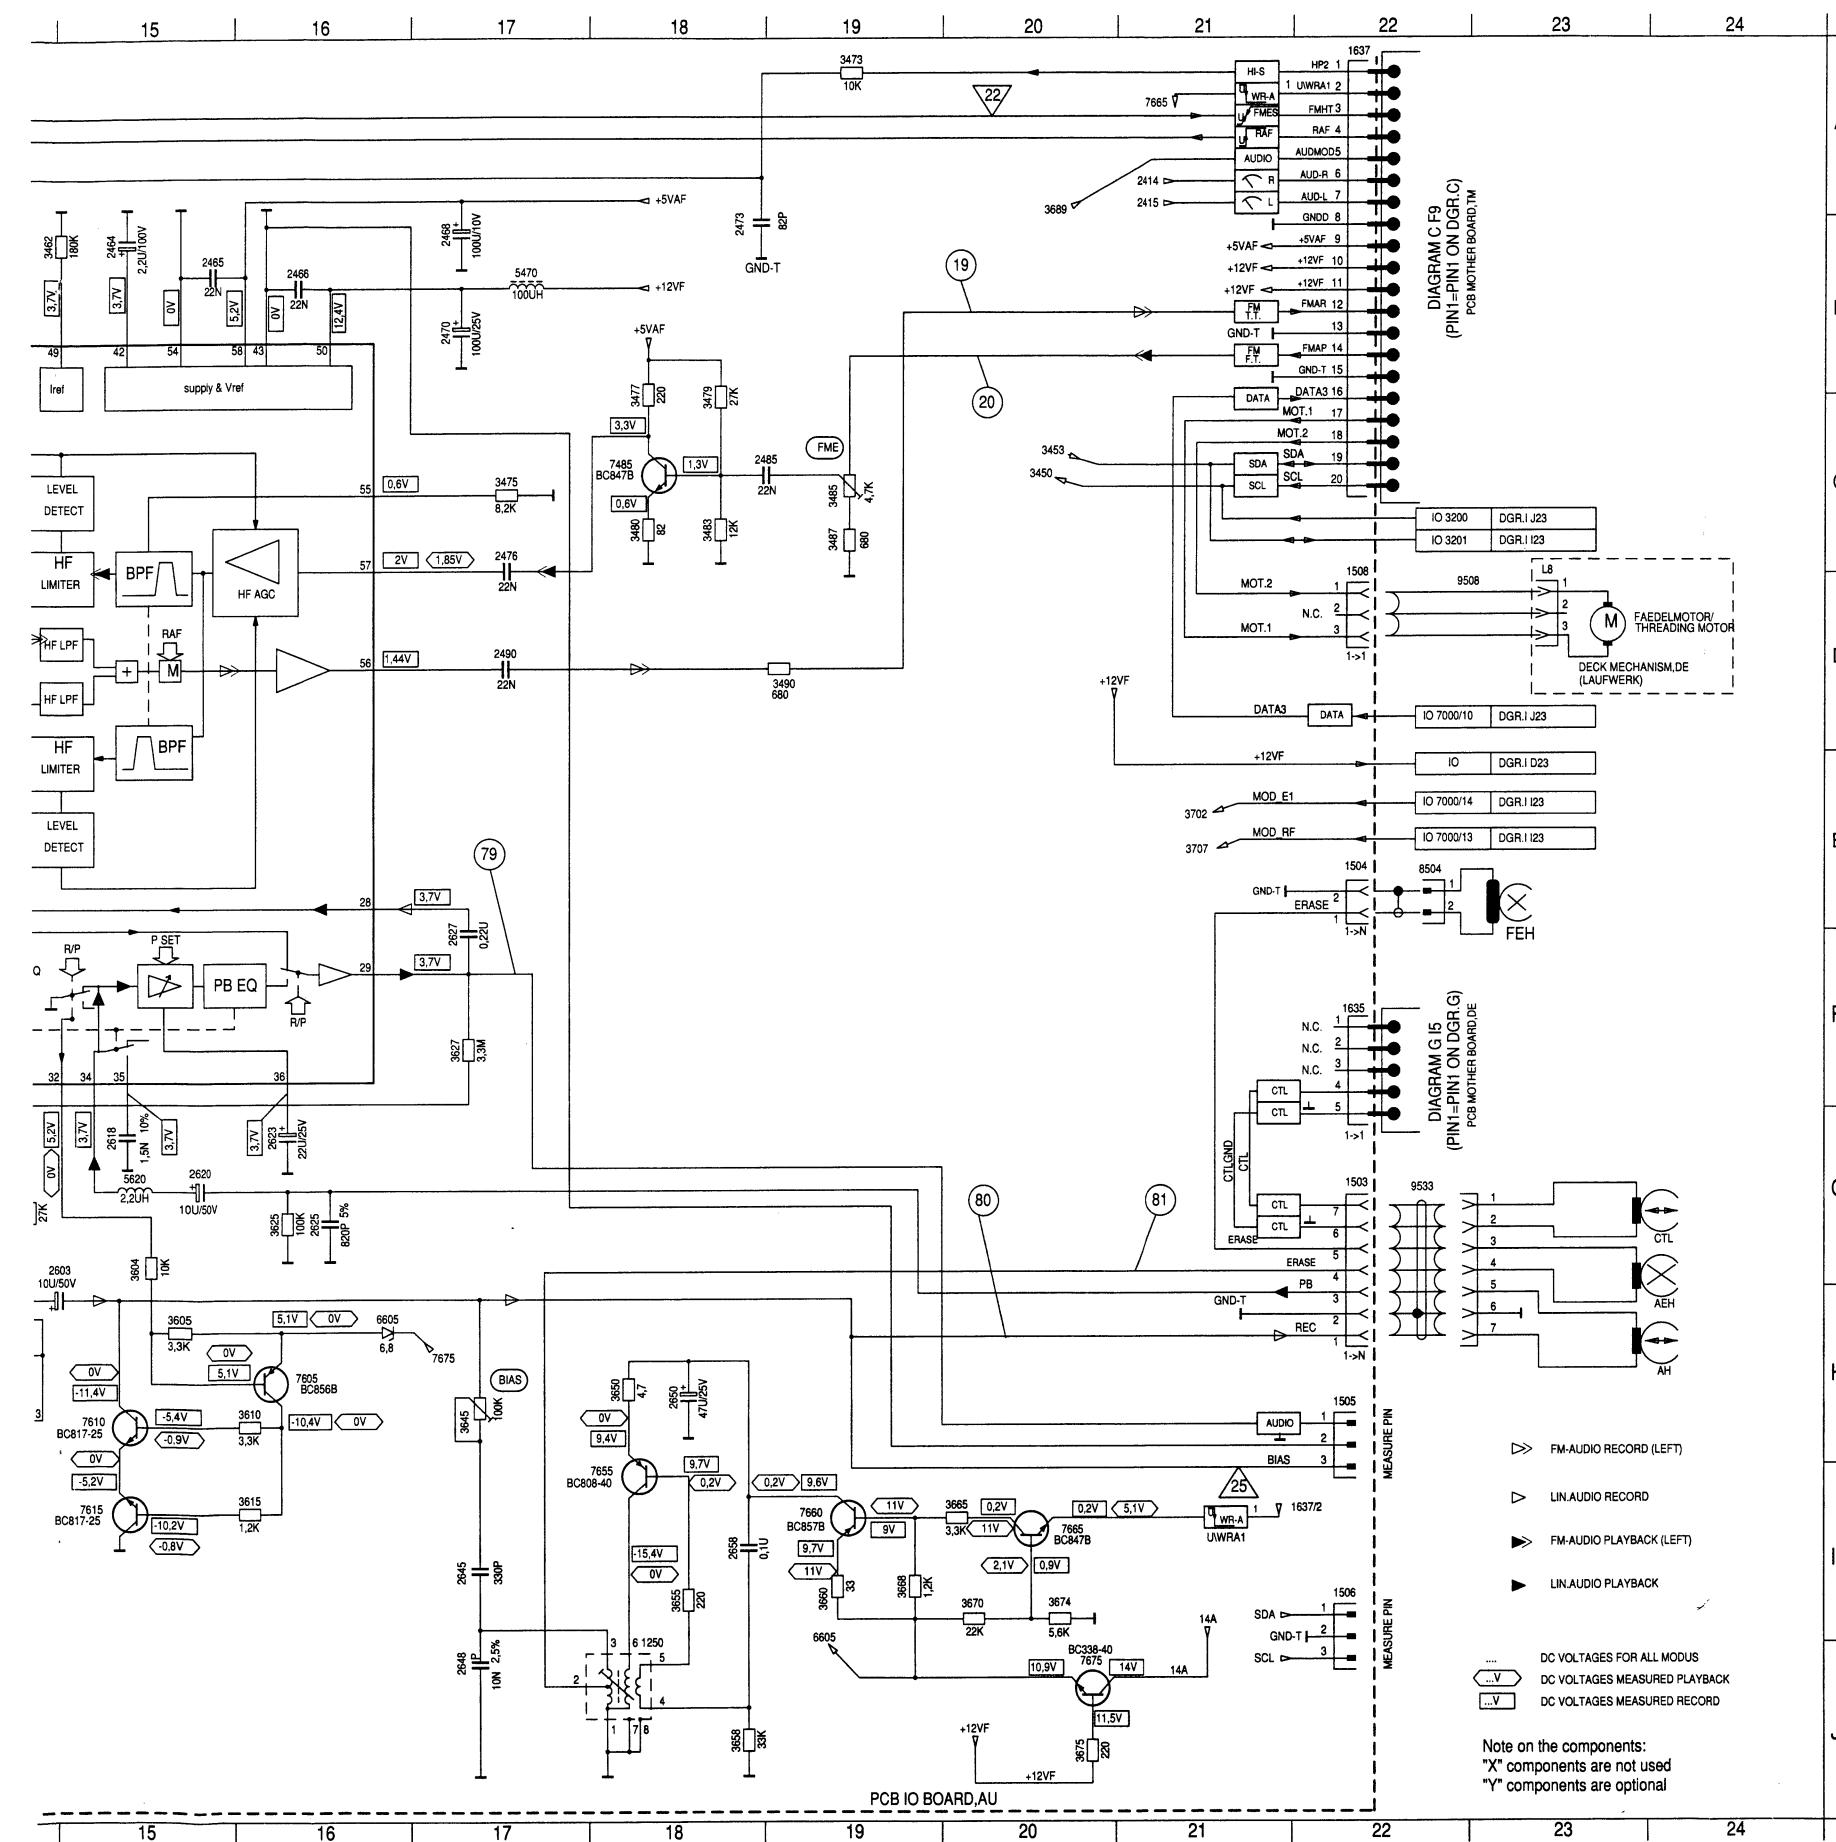 15 16 17 18 19 20 21 22 23 24
3473
10K
22
7665
HI-S
HP2 1
1637
WR-A
1 UWRA1 2
FMES
FMHT 3
RAF
RAF 4
AUDIO
AUDMOD5
2414
R
AUD-R 6
2415
L
AUD-L 7
3689
GNDD 8
+5VAF
+5VAF 9
+12VF
+12VF 10
+12VF
+12VF 11
FM T.T.
FMAR 12
GND-T
13
FM F.T.
FMAP 14
GND-T 15
DATA
DATA3 16
MOT.1 17
MOT.2 18
3453
SDA
SDA 19
3450
SCL
SCL 20
DIAGRAM C F9
(PIN1=PIN1 ON DGR.C)
PCB MOTHER BOARD,TM
3462
180K
2464
2,2U/100V
2465
22N
2466
22N
2468
100U/10V
+5VAF
2473
82P
GND-T
5470
100UH
+12VF
2470
100U/25V
3,7V
3,7V
0V
5,2V
0V
12,4V
49 42 54 58 43 50
Iref
supply & Vref
+5VAF
3477
220
3479
27K
19
20
3,3V
7485
BC847B
1,3V
0,6V
3480
82
3483
12K
2485
22N
FME
3485
4,7K
3487
680
LEVEL
DETECT
55
0,6V
3475
8,2K
HF
LIMITER
BPF
HF AGC
57
2V
1,85V
2476
22N
HF LPF
RAF
+
M
56
1,44V
2490
22N
3490
680
HF LPF
HF
LIMITER
BPF
LEVEL
DETECT
IO 3200 DGR.I J23
IO 3201 DGR.I I23
MOT.2
N.C.
MOT.1
1508
1
2
3
1->1
9508
L8
1
2
3
M
FAEDELMOTOR/
THREADING MOTOR
DECK MECHANISM,DE
(LAUFWERK)
+12VF
DATA3
DATA
IO 7000/10 DGR.I J23
+12VF
IO DGR.I D23
MOD_E1
3702
IO 7000/14 DGR.I I23
MOD_RF
3707
IO 7000/13 DGR.I I23
79
1504
8504
GND-T
2
ERASE
1
1->N
1
2
FEH
28
3,7V
2627
0,22U
29
3,7V
3627
3,3M
Q
R/P
P SET
PB EQ
R/P
32 34 35 36
5,2V
0V
3,7V
2618
1,5N 10%
3,7V
3,7V
2623
22U/25V
5620
2,2UH
2620
10U/50V
3625
100K
2625
820P 5%
27K
1635
N.C. 1
N.C. 2
N.C. 3
CTL 4
CTL 5
1->1
DIAGRAM G I5
(PIN1=PIN1 ON DGR.G)
PCB MOTHER BOARD,DE
CTLGND
CTL
80
81
1503
9533
CTL
7
CTL
6
ERASE
5
ERASE
4
PB
3
GND-T
2
REC
1
1->N
1
2
3
4
5
6
7
CTL
AEH
AH
3604
10K
2603
10U/50V
3605
3,3K
5,1V
0V
6605
6,8
7675
0V
5,1V
7605
BC856B
0V
-11,4V
7610
BC817-25
-5,4V
-0,9V
3610
3,3K
-10,4V
0V
0V
-5,2V
7615
BC817-25
-10,2V
-0,8V
3615
1,2K
3
BIAS
3645
100K
3650
4,7
2650
47U/25V
0V
9,4V
7655
BC808-40
9,7V
0,2V
0,2V
9,6V
-15,4V
0V
2645
330P
3655
220
2658
0,1U
2648
P
10N
2,5%
3
6
1250
5
2
4
1
7
8
3658
33K
7660
BC857B
11V
9V
9,7V
11V
3660
33
3668
1,2K
3665
3,3K
0,2V
11V
7665
BC847B
0,2V
5,1V
2,1V
0,9V
3670
22K
3674
5,6K
25
WR-A
1
1637/2
UWRA1
6605
10,9V
BC338-40
7675
14V
14A
14A
11,5V
3675
220
+12VF
+12VF
1505
AUDIO
1
2
BIAS
3
MEASURE PIN
1506
SDA 1
GND-T 2
SCL 3
MEASURE PIN
FM-AUDIO RECORD (LEFT)
LIN.AUDIO RECORD
FM-AUDIO PLAYBACK (LEFT)
LIN.AUDIO PLAYBACK
.... DC VOLTAGES FOR ALL MODUS
...V DC VOLTAGES MEASURED PLAYBACK
...V DC VOLTAGES MEASURED RECORD
Note on the components:
"X" components are not used
"Y" components are optional
PCB IO BOARD,AU
15 16 17 18 19 20 21 22 23 24